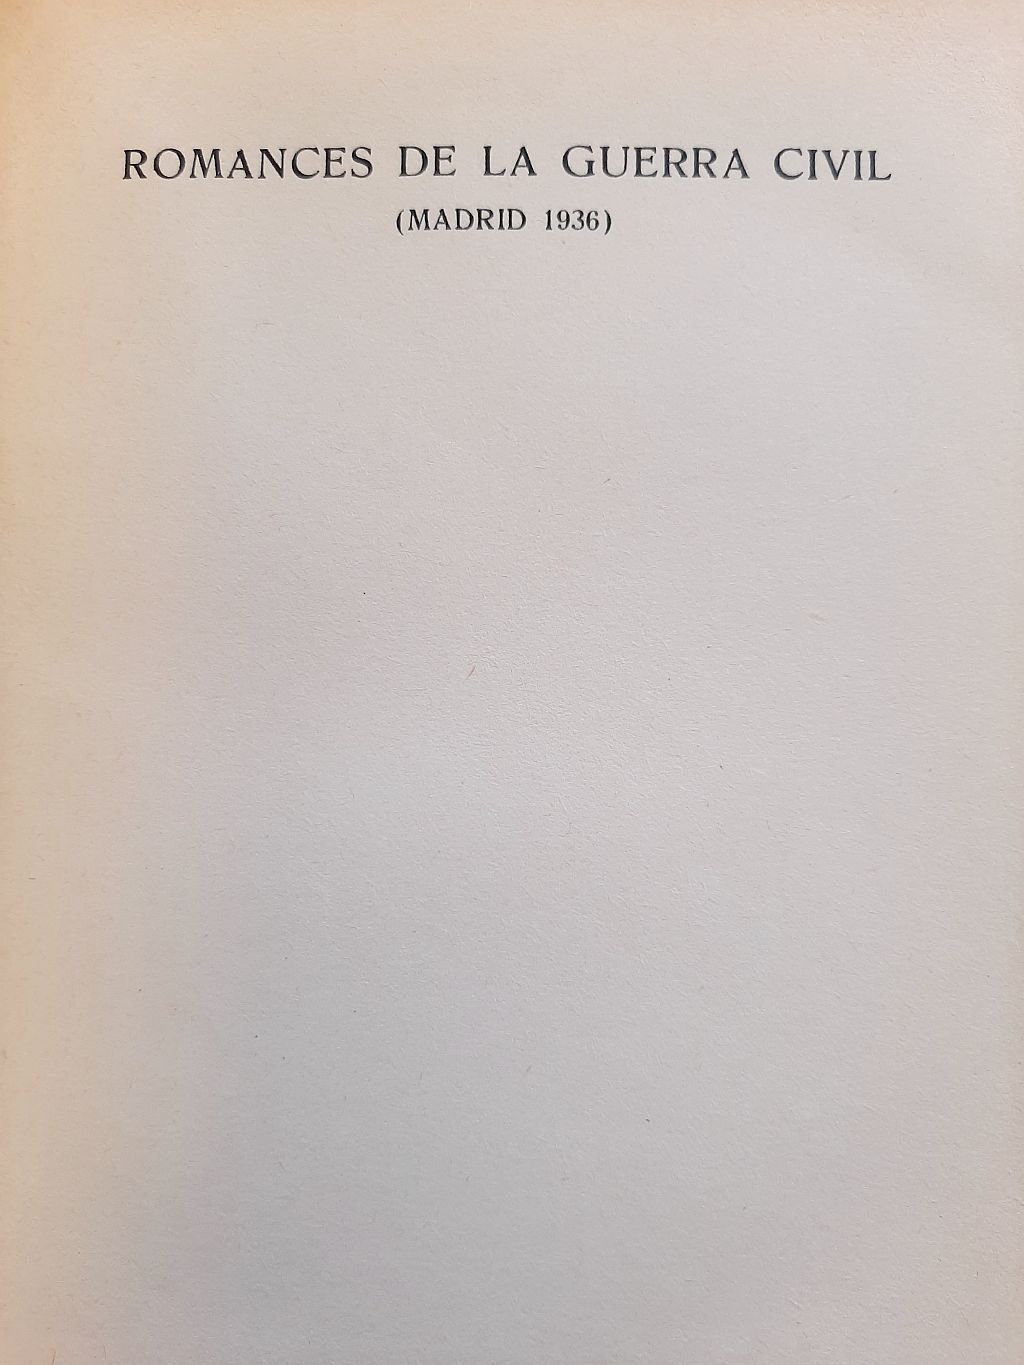 ROMANCES DE LA GUERRA CIVIL
(MADRID 1936)